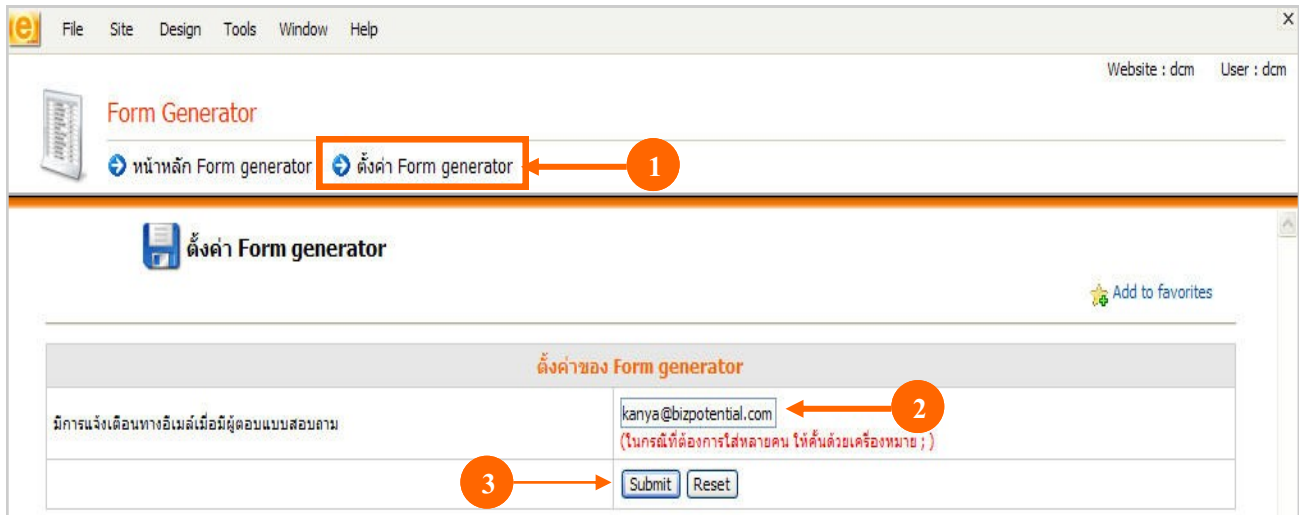 File Site Design Tools Window Help
Website : dcm User : dcm
Form Generator
หน้าหลัก Form generator ตั้งค่า Form generator 1
ตั้งค่า Form generator
Add to favorites
ตั้งค่าของ Form generator
มีการแจ้งเตือนทางอีเมล์เมื่อมีผู้ตอบแบบสอบถาม kanya@bizpotential.com 2
(ในกรณีที่ต้องการใส่หลายคน ให้คั่นด้วยเครื่องหมาย ; )
3 Submit Reset